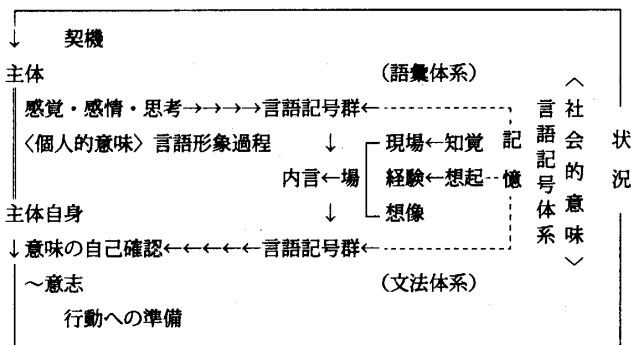 契機
主体 (語彙体系)
感覚・感情・思考→→→→言語記号群←
〈個人的意味〉言語形象過程 ↓ 現場←知覚
内言←場 経験←想起
主体自身 ↓ 想像
↓意味の自己確認←←←←←言語記号群←
～意志 (文法体系)
行動への準備
記憶
言語記号体系
〈社会的意味〉
状況